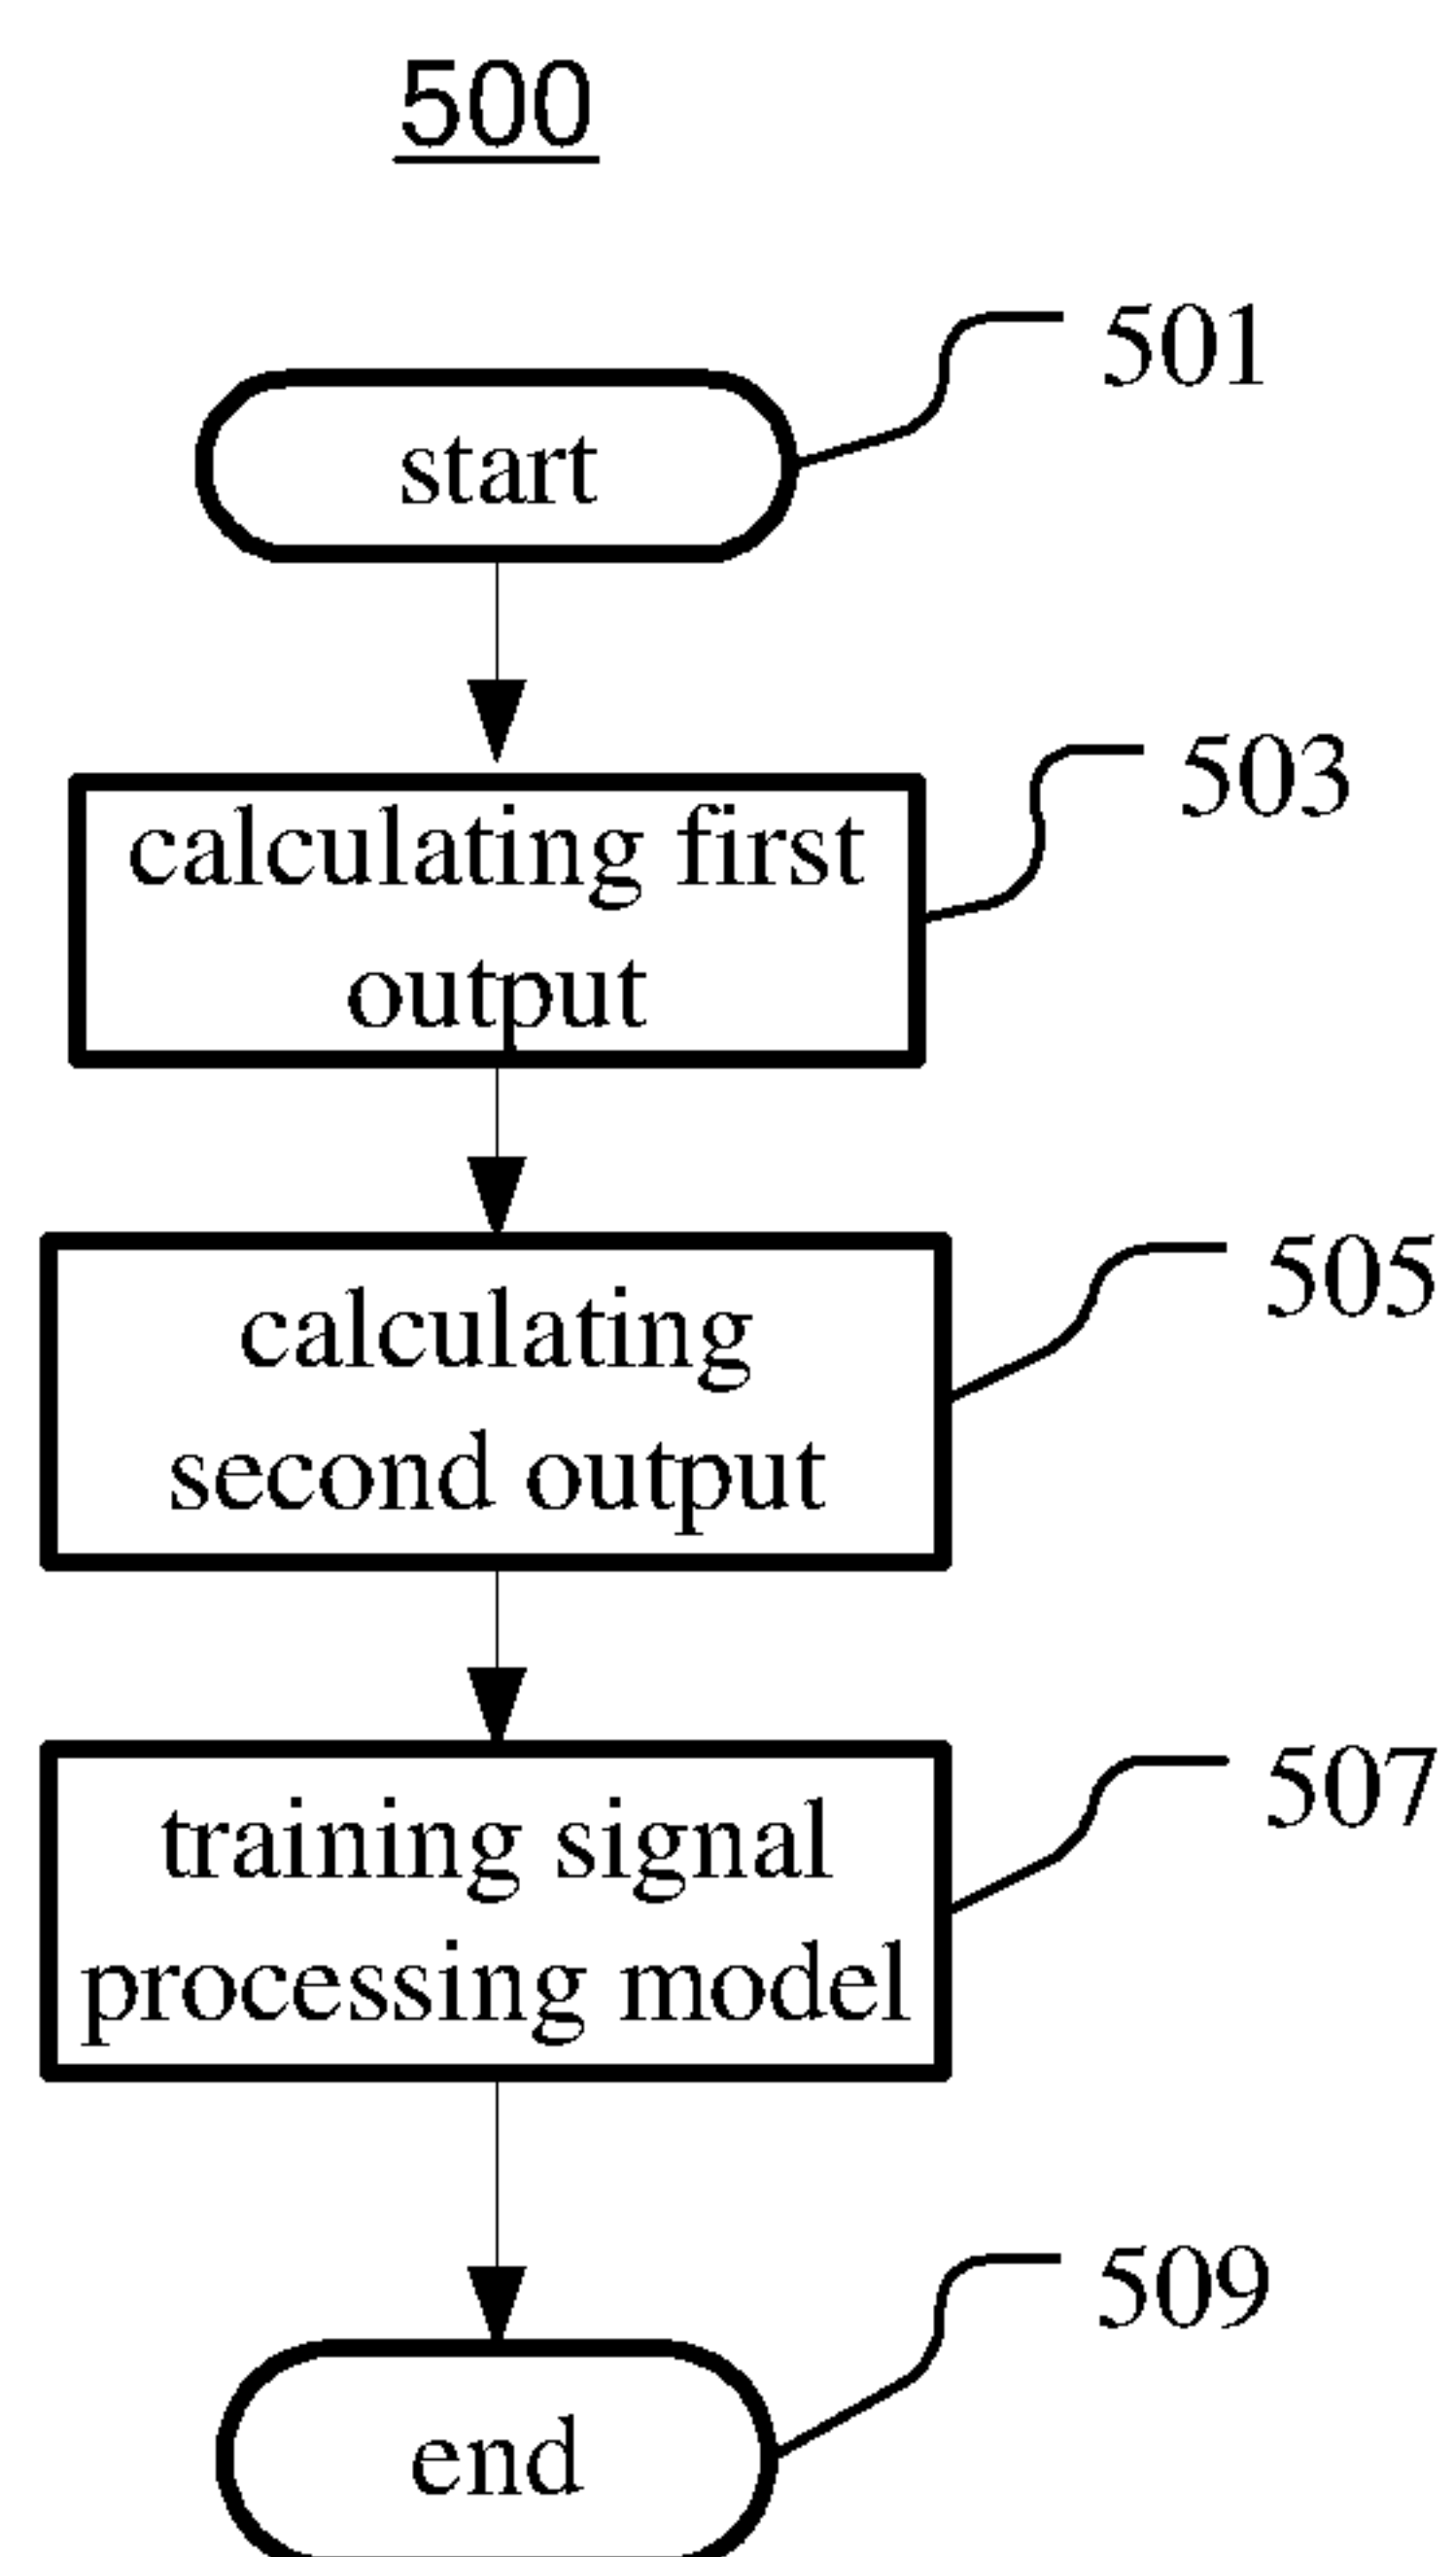 500
501
start
503
calculating first
output
505
calculating
second output
507
training signal
processing model
509
end